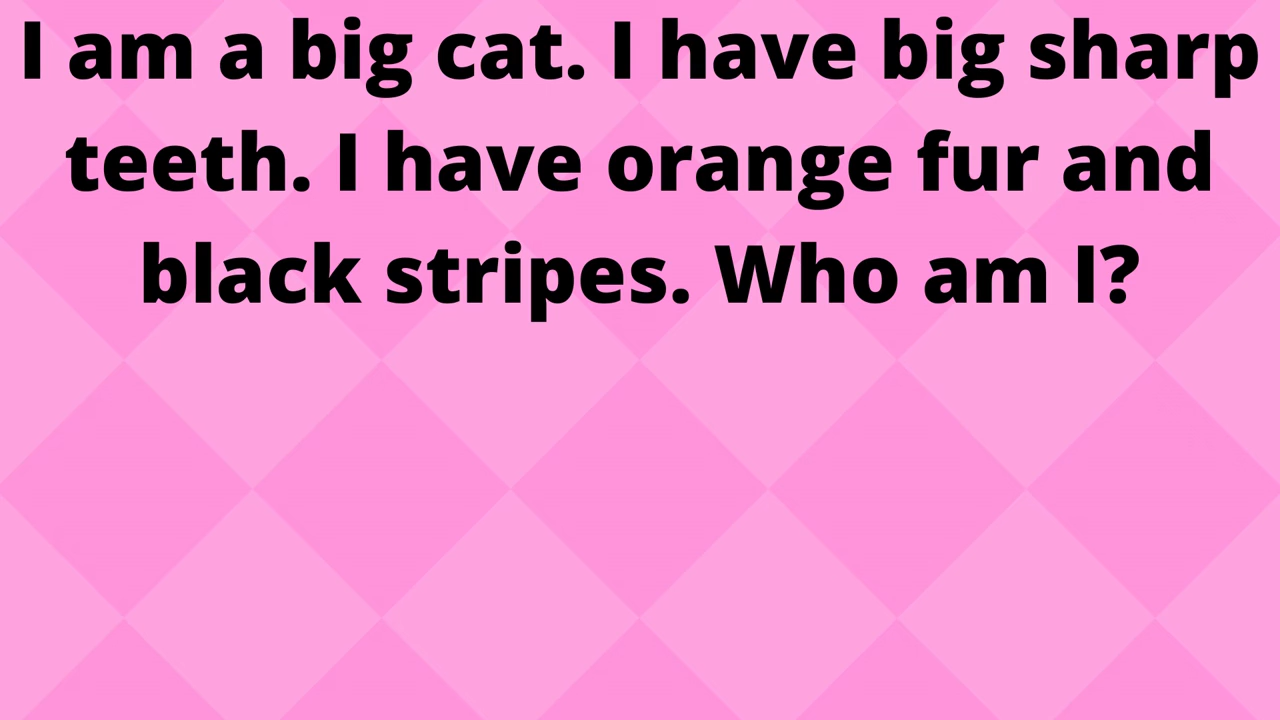 I am a big cat. I have big sharp
teeth. I have orange fur and
black stripes. Who am I?